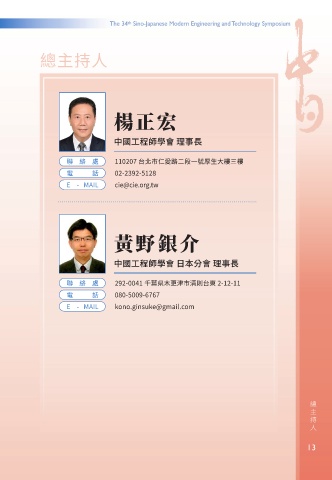 The 34th Sino-Japanese Modern Engineering and Technology Symposium
中日
總主持人
楊正宏
中國工程師學會 理事長
聯絡處 110207 台北市仁愛路二段一號厚生大樓三樓
電話 02-2392-5128
E-MAIL cie@cie.org.tw
黃野銀介
中國工程師學會 日本分會 理事長
聯絡處 292-0041 千葉県木更津市清見台東 2-12-11
電話 080-5009-6767
E-MAIL kono.ginsuke@gmail.com
總主持人
13